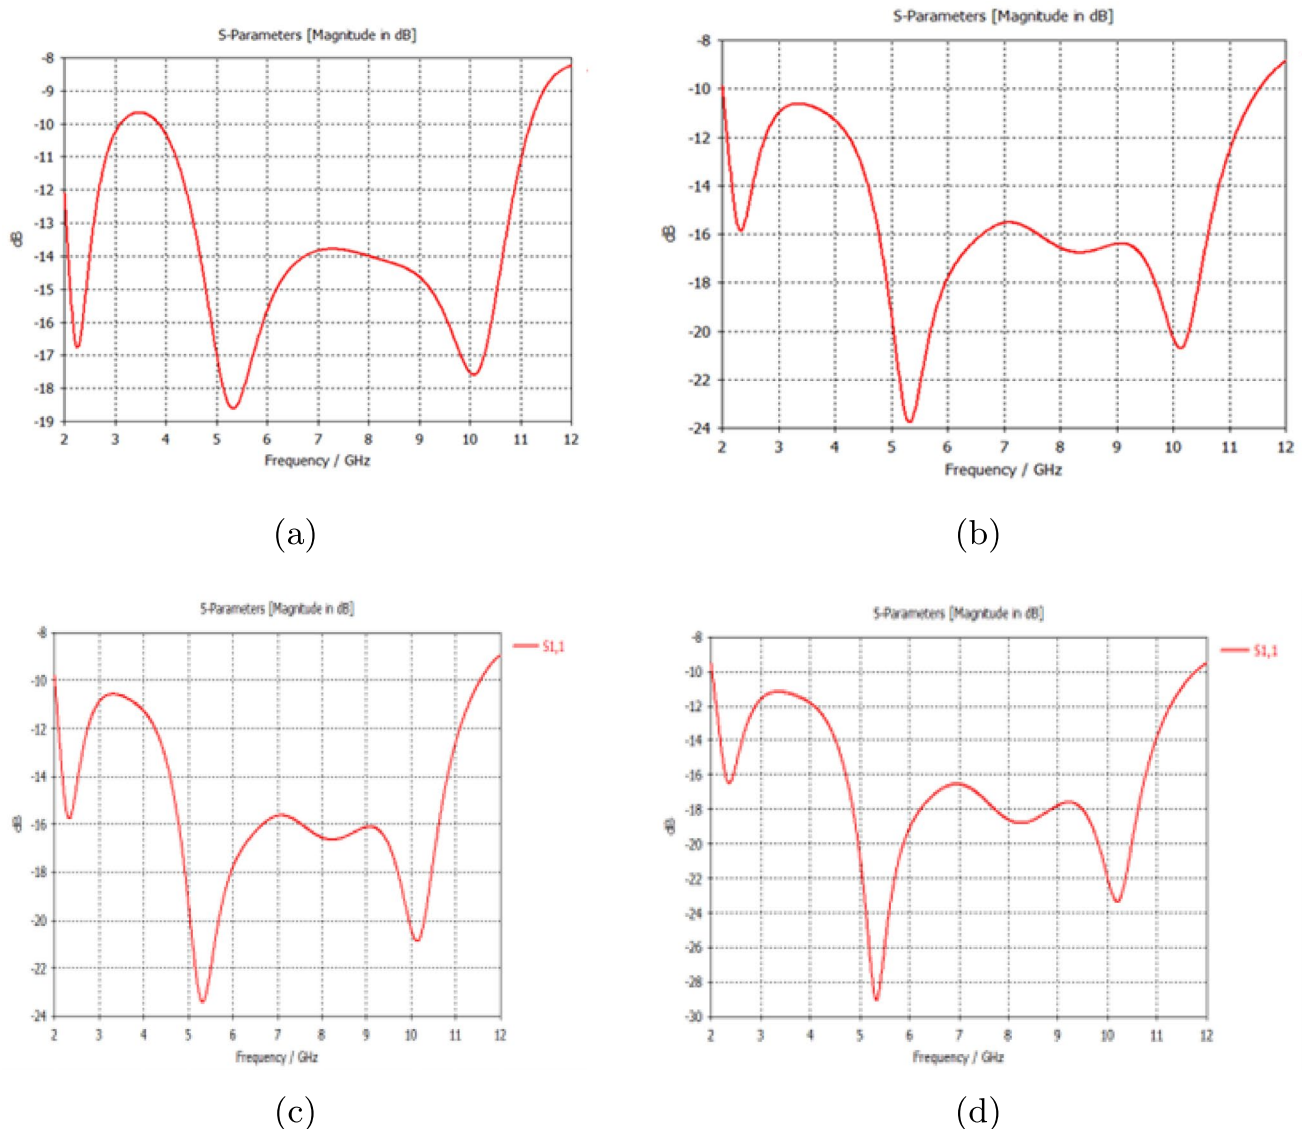 S-Parameters [Magnitude in dB]
-8
-9
-10
-11
-12
-13
-14
-15
-16
-17
-18
-19
dB
2 3 4 5 6 7 8 9 10 11 12
Frequency / GHz
(a)
S-Parameters [Magnitude in dB]
-8
-10
-12
-14
-16
-18
-20
-22
-24
dB
2 3 4 5 6 7 8 9 10 11 12
Frequency / GHz
(b)
S-Parameters [Magnitude in dB]
S1,1
-8
-10
-12
-14
-16
-18
-20
-22
-24
dB
2 3 4 5 6 7 8 9 10 11 12
Frequency / GHz
(c)
S-Parameters [Magnitude in dB]
S1,1
-8
-10
-12
-14
-16
-18
-20
-22
-24
-26
-28
-30
dB
2 3 4 5 6 7 8 9 10 11 12
Frequency / GHz
(d)